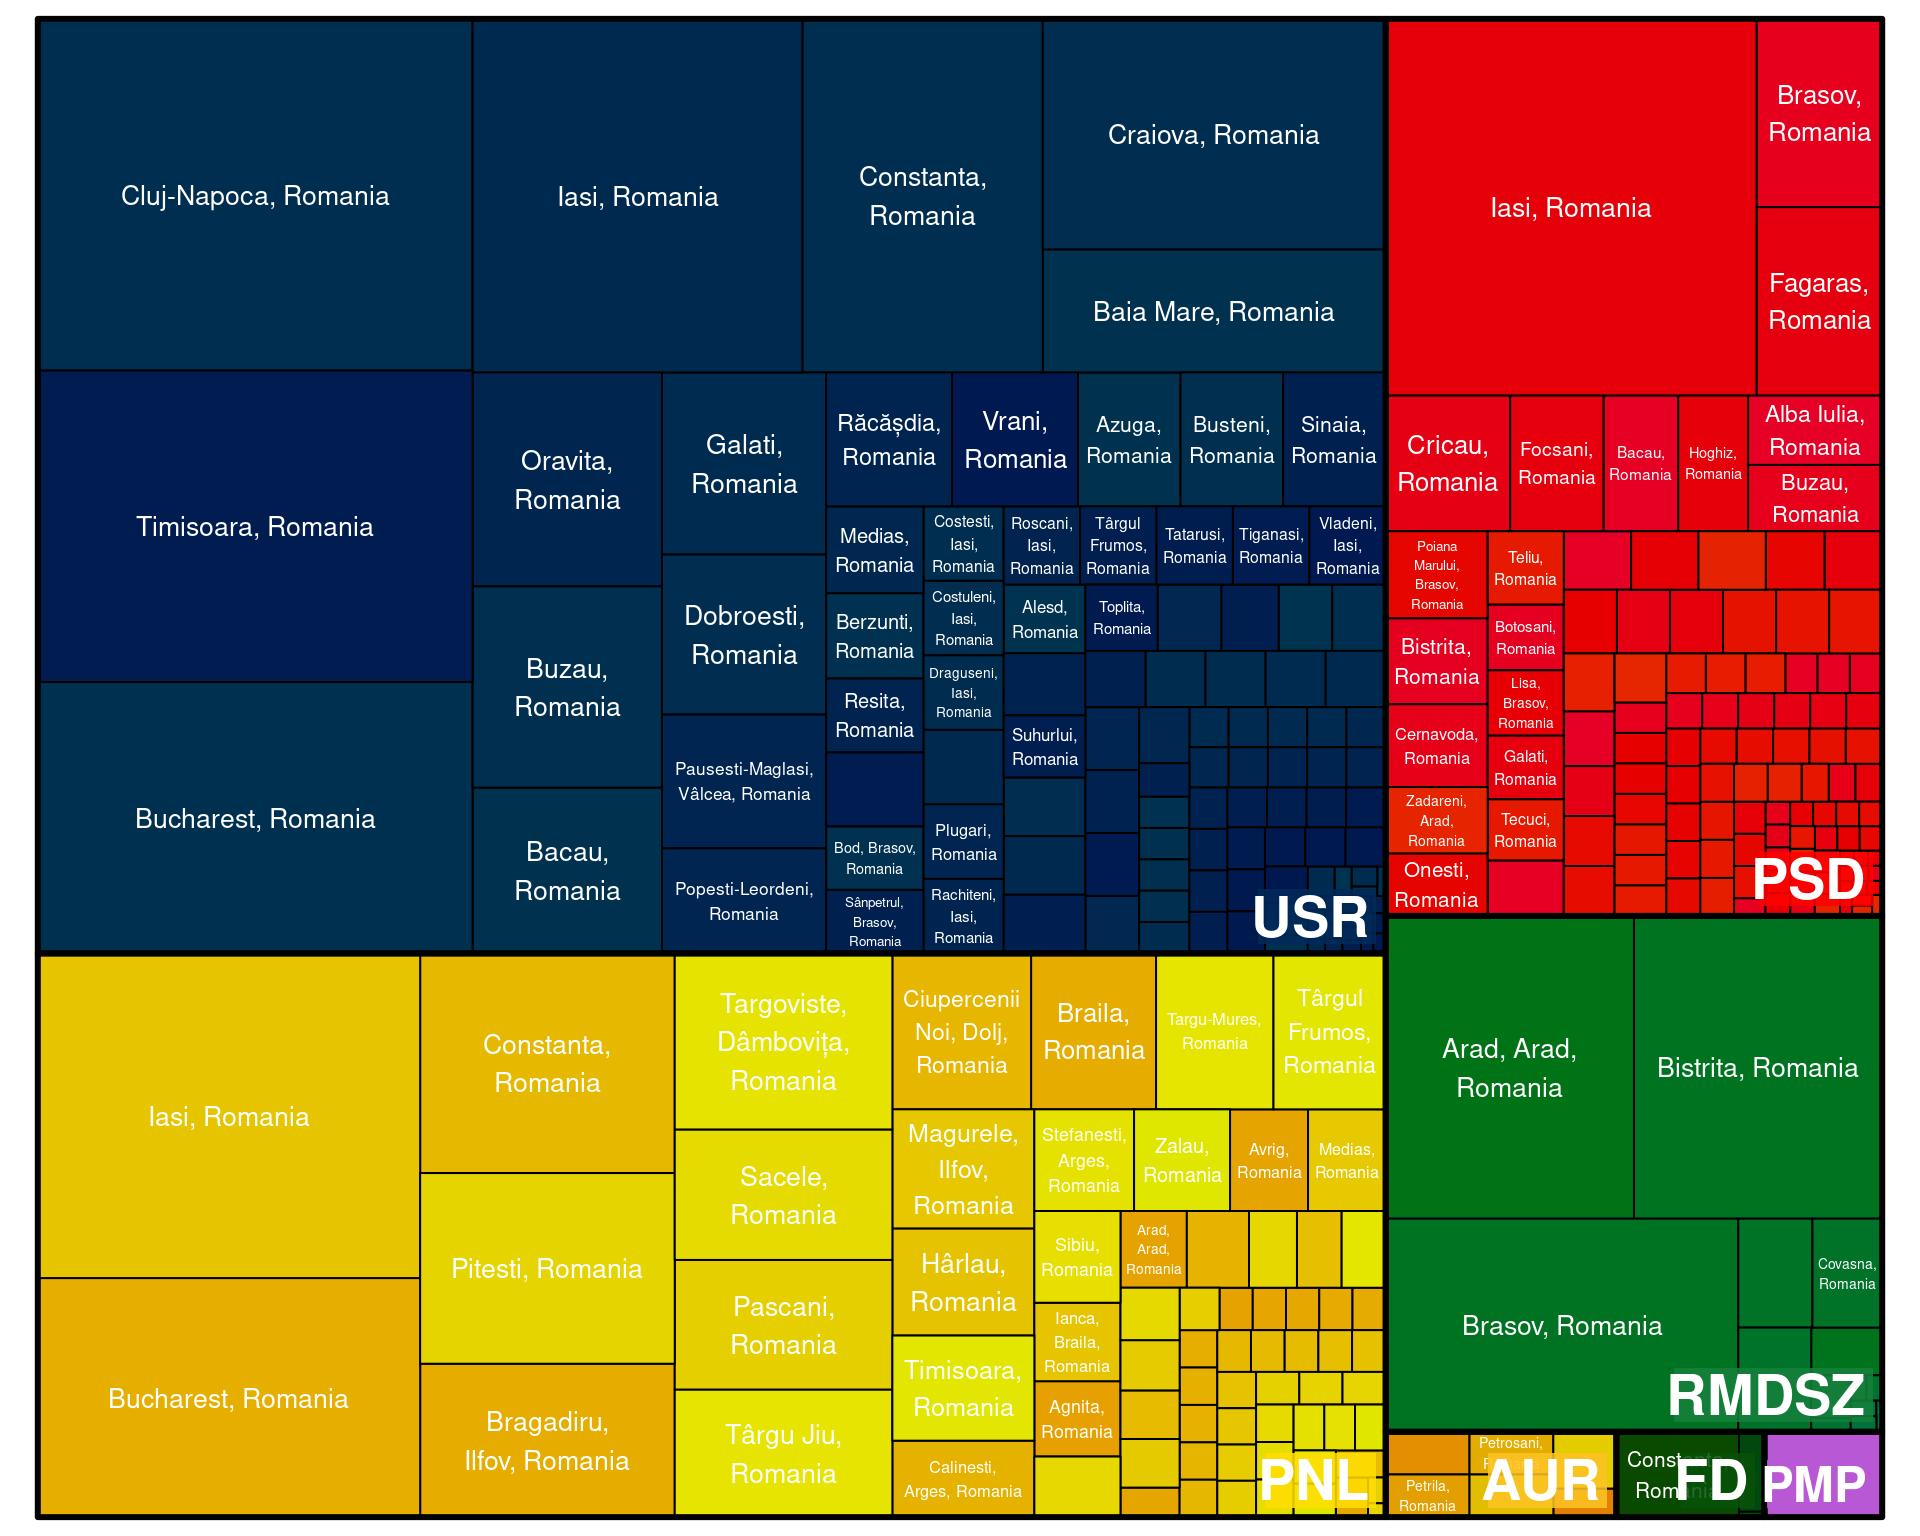 Cluj-Napoca, Romania
Timisoara, Romania
Bucharest, Romania
Iasi, Romania
Constanta,
Romania
Craiova, Romania
Baia Mare, Romania
Oravita,
Romania
Buzau,
Romania
Bacau,
Romania
Galati,
Romania
Dobroesti,
Romania
Pausesti-Maglasi,
Vâlcea, Romania
Popesti-Leordeni,
Romania
Răcășdia,
Romania
Vrani,
Romania
Azuga,
Romania
Busteni,
Romania
Sinaia,
Romania
Medias,
Romania
Berzunti,
Romania
Resita,
Romania
Bod, Brasov,
Romania
Sânpetrul,
Brasov,
Romania
Costesti,
Iasi,
Romania
Costuleni,
Iasi,
Romania
Draguseni,
Iasi,
Romania
Plugari,
Romania
Rachiteni,
Iasi,
Romania
Roscani,
Iasi,
Romania
Târgul
Frumos,
Romania
Tatarusi,
Romania
Tiganasi,
Romania
Vladeni,
Iasi,
Romania
Alesd,
Romania
Toplita,
Romania
Suhurlui,
Romania
USR
Iasi, Romania
Brasov,
Romania
Fagaras,
Romania
Cricau,
Romania
Focsani,
Romania
Bacau,
Romania
Hoghiz,
Romania
Alba Iulia,
Romania
Buzau,
Romania
Poiana
Marului,
Brasov,
Romania
Bistrita,
Romania
Cernavoda,
Romania
Zadareni,
Arad,
Romania
Onesti,
Romania
Teliu,
Romania
Botosani,
Romania
Lisa,
Brasov,
Romania
Galati,
Romania
Tecuci,
Romania
PSD
Iasi, Romania
Bucharest, Romania
Constanta,
Romania
Pitesti, Romania
Bragadiru,
Ilfov, Romania
Targoviste,
Dâmbovița,
Romania
Sacele,
Romania
Pascani,
Romania
Târgu Jiu,
Romania
Ciupercenii
Noi, Dolj,
Romania
Braila,
Romania
Targu-Mures,
Romania
Târgul
Frumos,
Romania
Magurele,
Ilfov,
Romania
Hârlau,
Romania
Timisoara,
Romania
Calinesti,
Arges, Romania
Stefanesti,
Arges,
Romania
Zalau,
Romania
Avrig,
Romania
Medias,
Romania
Sibiu,
Romania
Arad,
Arad,
Romania
Ianca,
Braila,
Romania
Agnita,
Romania
PNL
Arad, Arad,
Romania
Bistrita, Romania
Brasov, Romania
Covasna,
Romania
RMDSZ
Petrosani,
Petrila,
Romania
AUR
FD
PMP